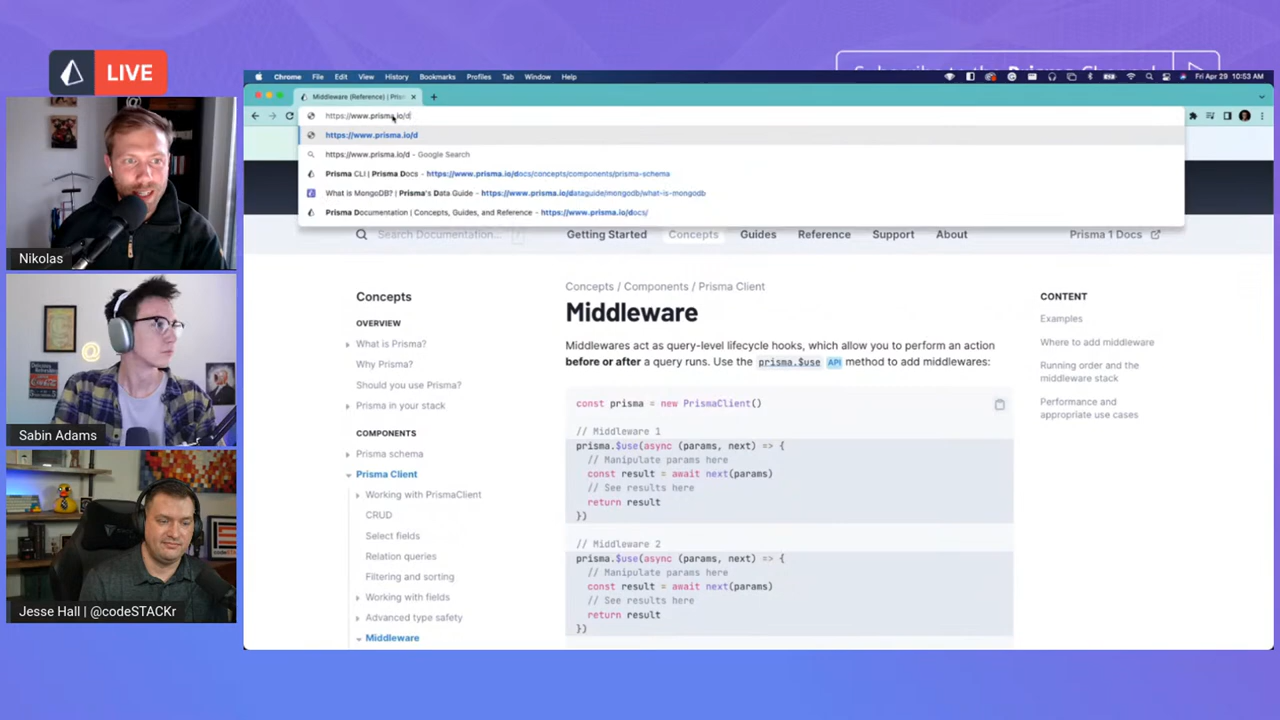 LIVE
Subscribe to the Prisma Channel
Nikolas
Sabin Adams
Jesse Hall | @codeSTACKr
Chrome File Edit View History Bookmarks Profiles Tab Window Help
Fri Apr 29 10:53 AM
Middleware (Reference) | Pris
https://www.prisma.io/d
https://www.prisma.io/d
https://www.prisma.io/d - Google Search
Prisma CLI | Prisma Docs - https://www.prisma.io/docs/concepts/components/prisma-schema
What is MongoDB? | Prisma's Data Guide - https://www.prisma.io/dataguide/mongodb/what-is-mongodb
Prisma Documentation | Concepts, Guides, and Reference - https://www.prisma.io/docs/
Search Documentation... /
Getting Started Concepts Guides Reference Support About Prisma 1 Docs
Concepts
OVERVIEW
What is Prisma?
Why Prisma?
Should you use Prisma?
Prisma in your stack
COMPONENTS
Prisma schema
Prisma Client
Working with PrismaClient
CRUD
Select fields
Relation queries
Filtering and sorting
Working with fields
Advanced type safety
Middleware
Concepts / Components / Prisma Client
Middleware
Middlewares act as query-level lifecycle hooks, which allow you to perform an action
before or after a query runs. Use the prisma.$use API method to add middlewares:
const prisma = new PrismaClient()
// Middleware 1
prisma.$use(async (params, next) => {
// Manipulate params here
const result = await next(params)
// See results here
return result
})
// Middleware 2
prisma.$use(async (params, next) => {
// Manipulate params here
const result = await next(params)
// See results here
return result
})
CONTENT
Examples
Where to add middleware
Running order and the
middleware stack
Performance and
appropriate use cases